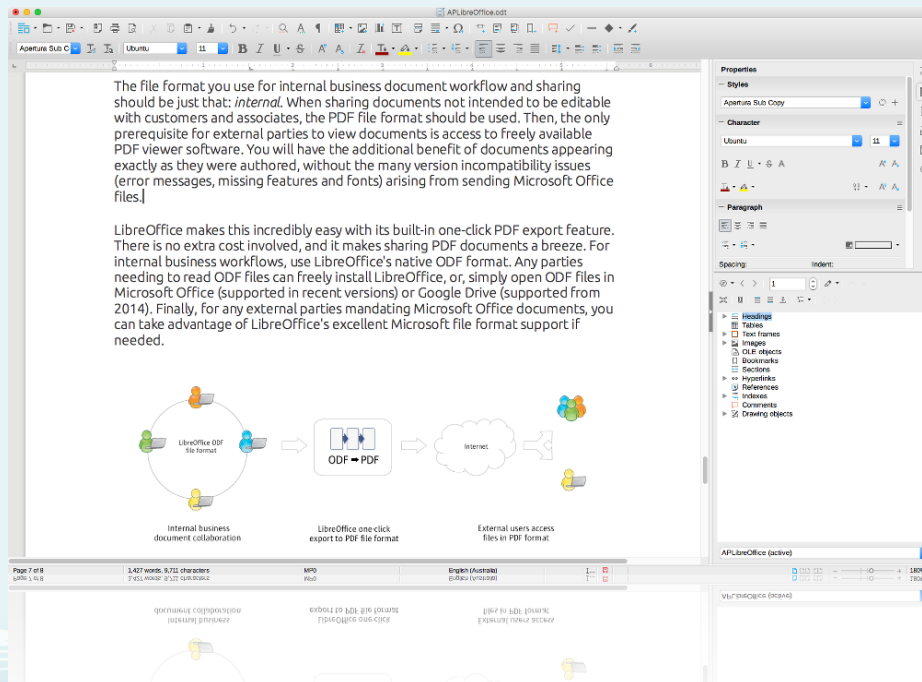 APLibreOffice.odt
Apertura Sub C
Ubuntu
11
The file format you use for internal business document workflow and sharing
should be just that: internal. When sharing documents not intended to be editable
with customers and associates, the PDF file format should be used. Then, the only
prerequisite for external parties to view documents is access to freely available
PDF viewer software. You will have the additional benefit of documents appearing
exactly as they were authored, without the many version incompatibility issues
(error messages, missing features and fonts) arising from sending Microsoft Office
files.
LibreOffice makes this incredibly easy with its built-in one-click PDF export feature.
There is no extra cost involved, and it makes sharing PDF documents a breeze. For
internal business workflows, use LibreOffice's native ODF format. Any parties
needing to read ODF files can freely install LibreOffice, or, simply open ODF files in
Microsoft Office (supported in recent versions) or Google Drive (supported from
2014). Finally, for any external parties mandating Microsoft Office documents, you
can take advantage of LibreOffice's excellent Microsoft file format support if
needed.
LibreOffice ODF
file format
ODF ➡ PDF
Internet
Internal business
document collaboration
LibreOffice one-click
export to PDF file format
External users access
files in PDF format
Properties
Styles
Apertura Sub Copy
Character
Ubuntu
11
Paragraph
Spacing:
Indent:
1
Headings
Tables
Text frames
Images
OLE objects
Bookmarks
Sections
Hyperlinks
References
Indexes
Comments
Drawing objects
APLibreOffice (active)
Page 7 of 8
1,427 words, 9,711 characters
MP0
English (Australia)
180%